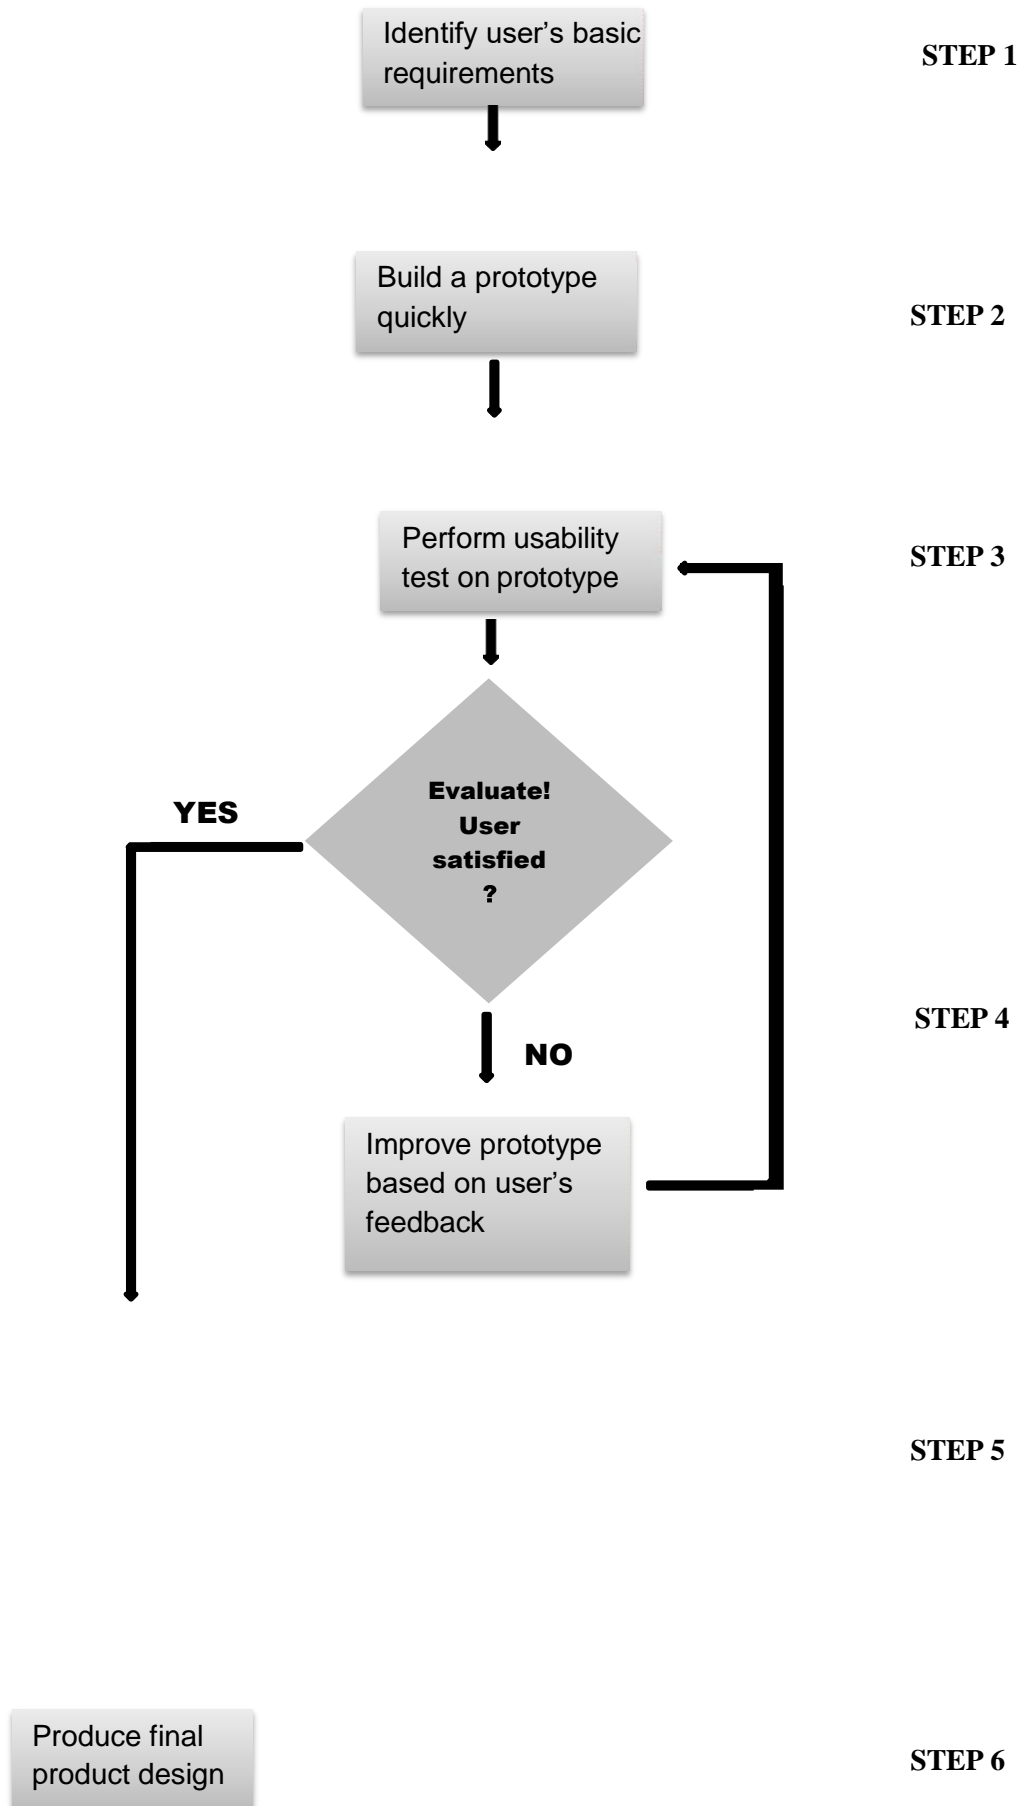 Identify user’s basic
requirements
STEP 1
Build a prototype
quickly
STEP 2
Perform usability
test on prototype
STEP 3
Evaluate!
User
satisfied
?
YES
STEP 4
NO
Improve prototype
based on user’s
feedback
STEP 5
Produce final
product design
STEP 6